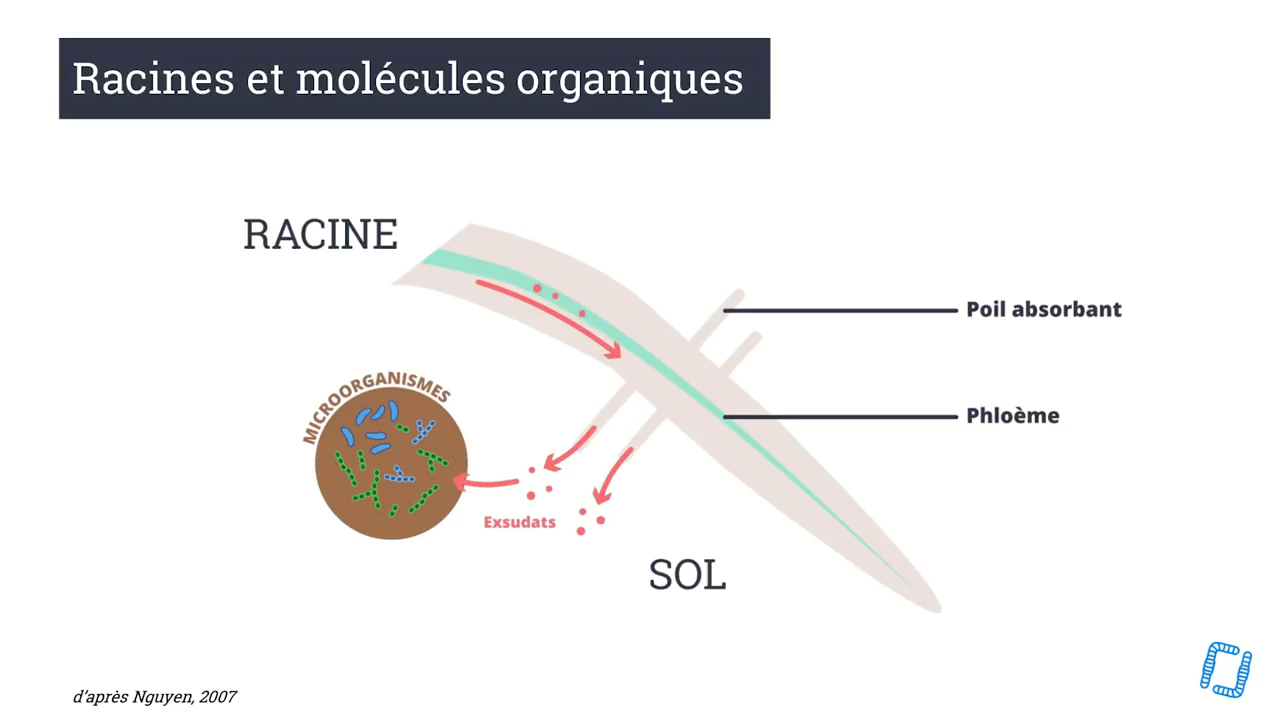 Racines et molécules organiques
RACINE
Poil absorbant
MICROORGANISMES
Phloème
Exsudats
SOL
d'après Nguyen, 2007